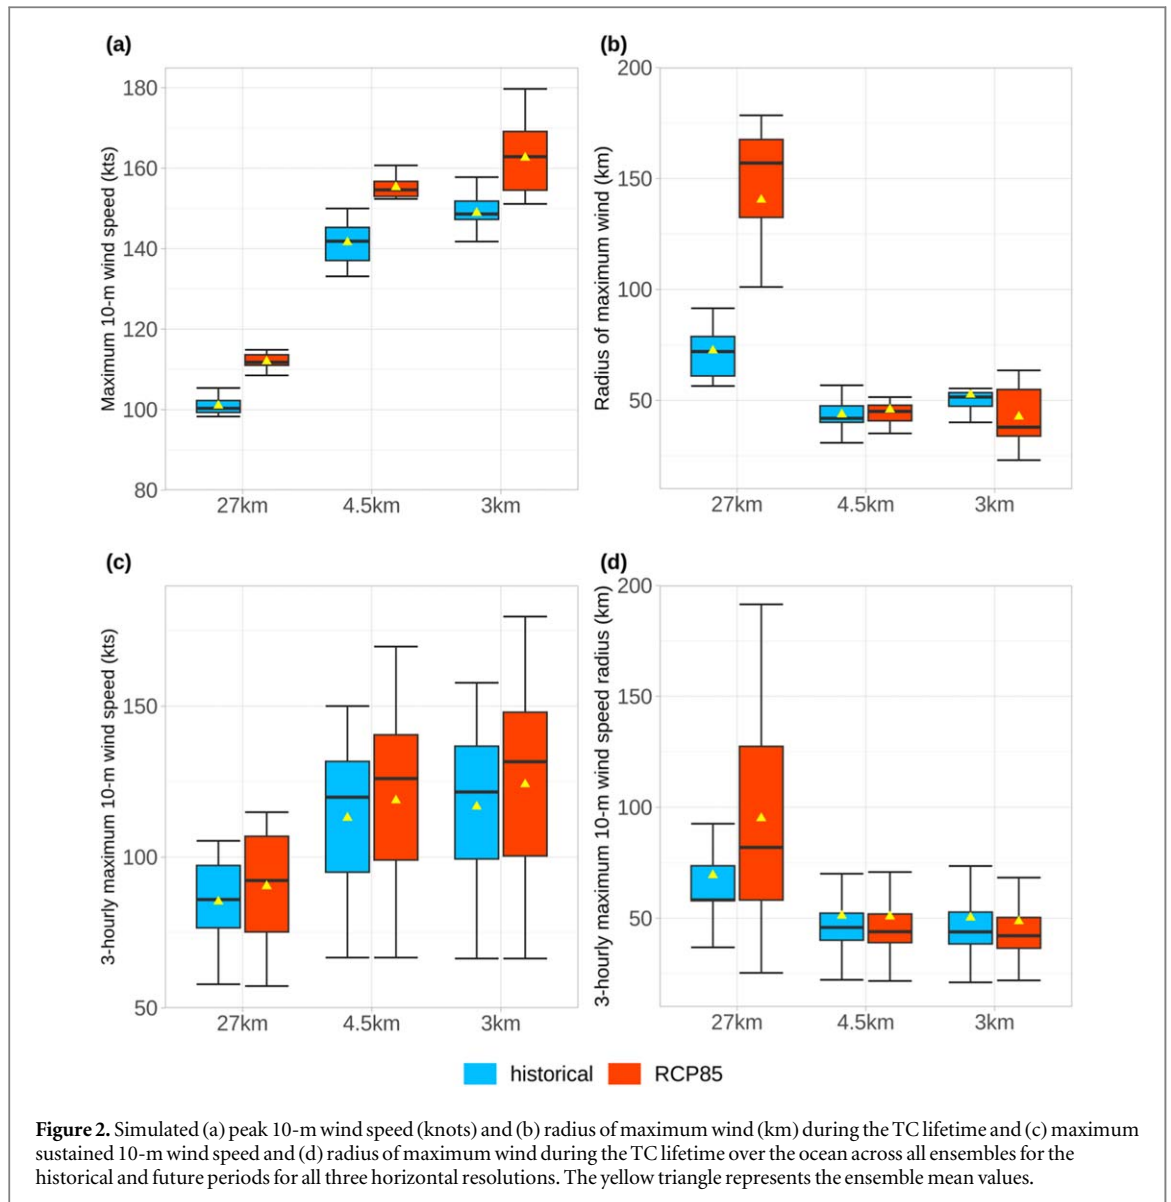 (a)
Maximum 10-m wind speed (kts)
180
160
140
120
100
80
27km 4.5km 3km
(b)
Radius of maximum wind (km)
200
150
100
50
27km 4.5km 3km
(c)
3-hourly maximum 10-m wind speed (kts)
150
100
50
27km 4.5km 3km
(d)
3-hourly maximum 10-m wind speed radius (km)
200
150
100
50
27km 4.5km 3km
historical RCP85
Figure 2. Simulated (a) peak 10-m wind speed (knots) and (b) radius of maximum wind (km) during the TC lifetime and (c) maximum
sustained 10-m wind speed and (d) radius of maximum wind during the TC lifetime over the ocean across all ensembles for the
historical and future periods for all three horizontal resolutions. The yellow triangle represents the ensemble mean values.